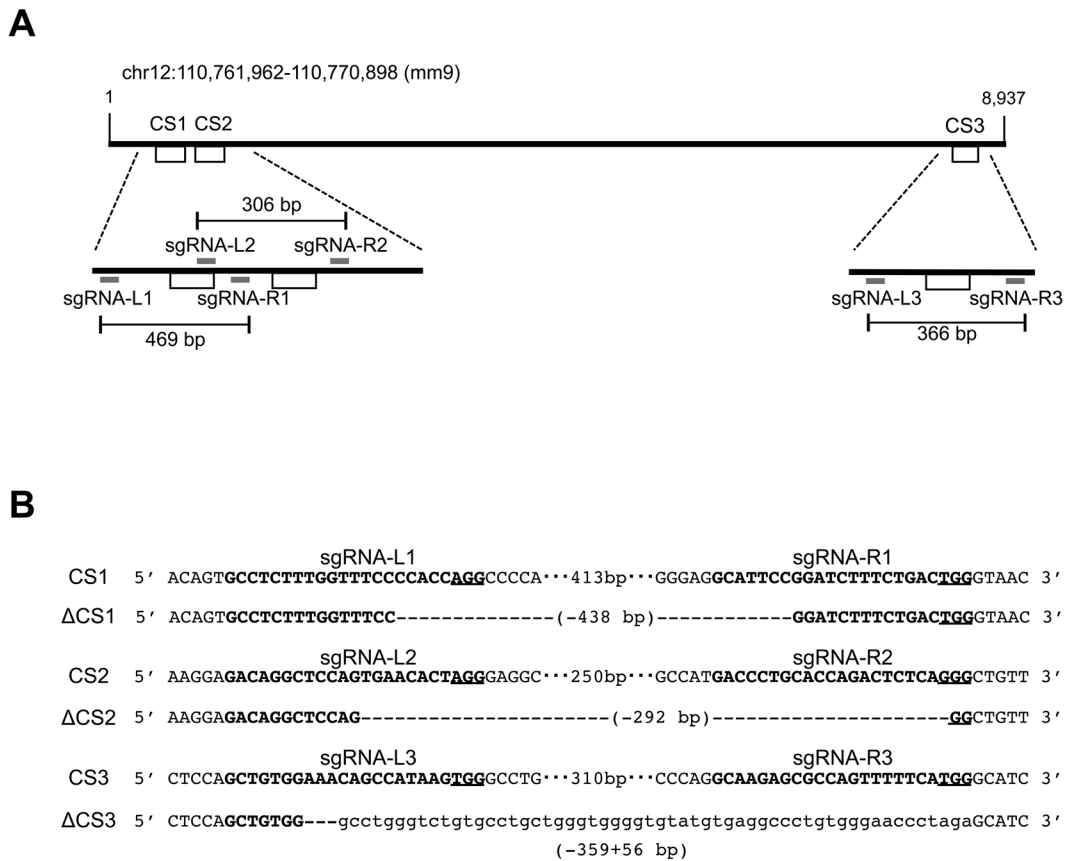 A
chr12:110,761,962-110,770,898 (mm9)
1
8,937
CS1 CS2
CS3
306 bp
sgRNA-L2 sgRNA-R2
sgRNA-L1 sgRNA-R1
sgRNA-L3 sgRNA-R3
469 bp
366 bp
B
sgRNA-L1 sgRNA-R1
CS1 5′ ACAGTGCCTCTTTGGTTTCCCCACCAGGCCCCA···413bp···GGGAGGCATTCCGGATCTTTCTGACTGGGTAAC 3′
ΔCS1 5′ ACAGTGCCTCTTTGGTTTCC--------------(-438 bp)------------GGATCTTTCTGACTGGGTAAC 3′
sgRNA-L2 sgRNA-R2
CS2 5′ AAGGAGACAGGCTCCAGTGAACACTAGGGAGGC···250bp···GCCATGACCCTGCACCAGACTCTCAGGGCTGTT 3′
ΔCS2 5′ AAGGAGACAGGCTCCAG----------------------(-292 bp)---------------------GGCTGTT 3′
sgRNA-L3 sgRNA-R3
CS3 5′ CTCCAGCTGTGGAAACAGCCATAAGTGGGCCTG···310bp···CCCAGGCAAGAGCGCCAGTTTTTCATGGGCATC 3′
ΔCS3 5′ CTCCAGCTGTGG---gcctgggtctgtgcctgctgggtggggtgtatgtgaggccctgtgggaaccctagaGCATC 3′
(-359+56 bp)